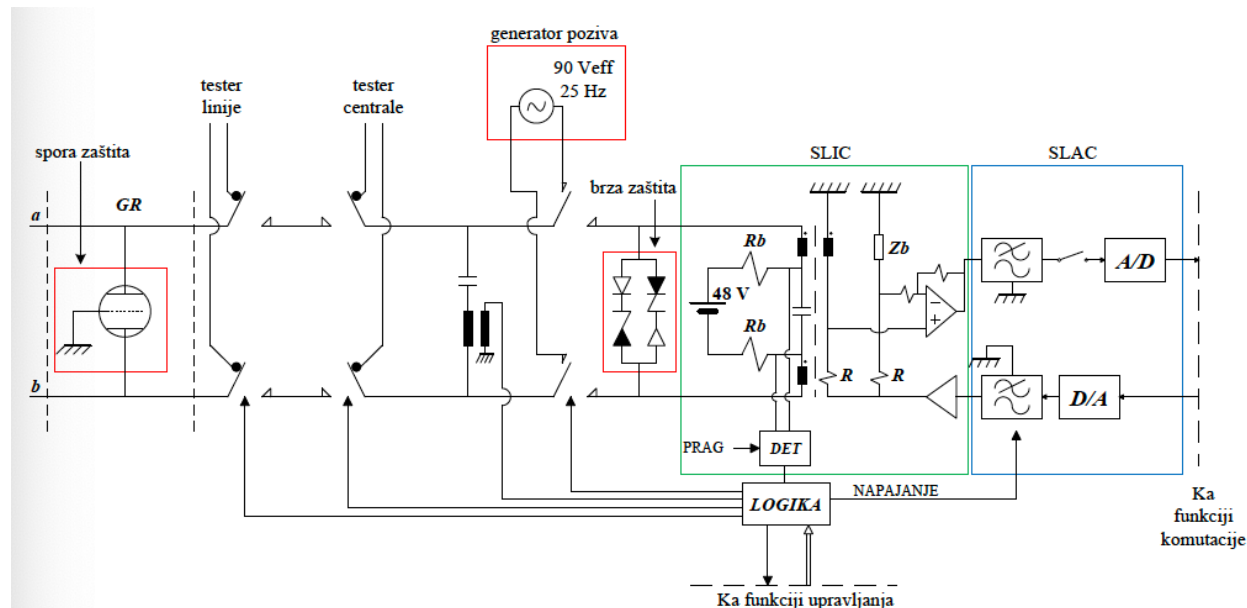 generator poziva
90 Veff
25 Hz
tester
linije
tester
centrale
spora zaštita
GR
a
b
brza zaštita
SLIC
SLAC
Rb
48 V
Rb
Zb
R
R
−
+
A/D
D/A
PRAG
DET
LOGIKA
NAPAJANJE
Ka
funkciji
komutacije
Ka funkciji upravljanja